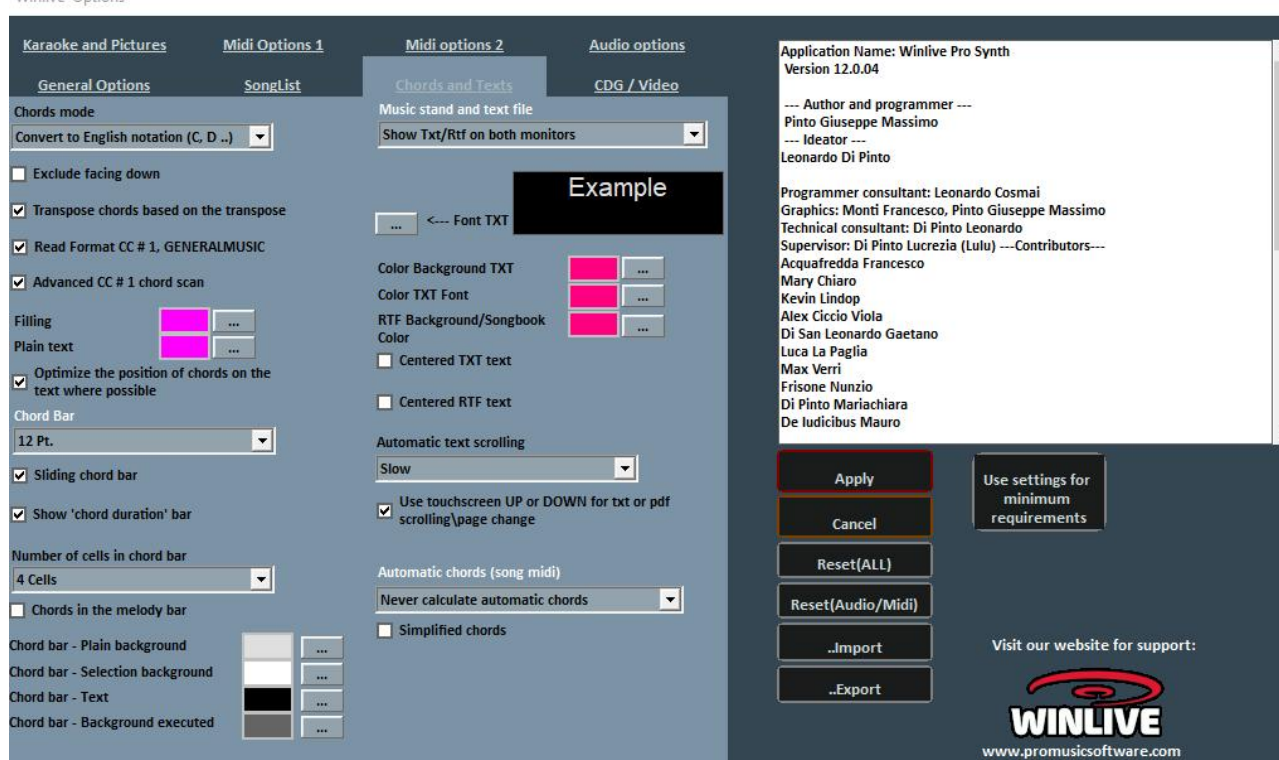 Winlive Options
Karaoke and Pictures
Midi Options 1
Midi options 2
Audio options
General Options
SongList
Chords and Texts
CDG / Video
Chords mode
Convert to English notation (C, D ..)
Exclude facing down
Transpose chords based on the transpose
Read Format CC # 1, GENERALMUSIC
Advanced CC # 1 chord scan
Filling
...
Plain text
...
Optimize the position of chords on the
text where possible
Chord Bar
12 Pt.
Sliding chord bar
Show 'chord duration' bar
Number of cells in chord bar
4 Cells
Chords in the melody bar
Chord bar - Plain background
...
Chord bar - Selection background
...
Chord bar - Text
...
Chord bar - Background executed
...
Music stand and text file
Show Txt/Rtf on both monitors
Example
... <--- Font TXT
Color Background TXT
...
Color TXT Font
...
RTF Background/Songbook
Color
...
Centered TXT text
Centered RTF text
Automatic text scrolling
Slow
Use touchscreen UP or DOWN for txt or pdf
scrolling\page change
Automatic chords (song midi)
Never calculate automatic chords
Simplified chords
Application Name: Winlive Pro Synth
Version 12.0.04
--- Author and programmer ---
Pinto Giuseppe Massimo
--- Ideator ---
Leonardo Di Pinto
Programmer consultant: Leonardo Cosmai
Graphics: Monti Francesco, Pinto Giuseppe Massimo
Technical consultant: Di Pinto Leonardo
Supervisor: Di Pinto Lucrezia (Lulu) ---Contributors---
Acquafredda Francesco
Mary Chiaro
Kevin Lindop
Alex Ciccio Viola
Di San Leonardo Gaetano
Luca La Paglia
Max Verri
Frisone Nunzio
Di Pinto Mariachiara
De Iudicibus Mauro
Apply
Cancel
Reset(ALL)
Reset(Audio/Midi)
..Import
..Export
Use settings for
minimum
requirements
Visit our website for support:
WINLIVE
www.promusicsoftware.com